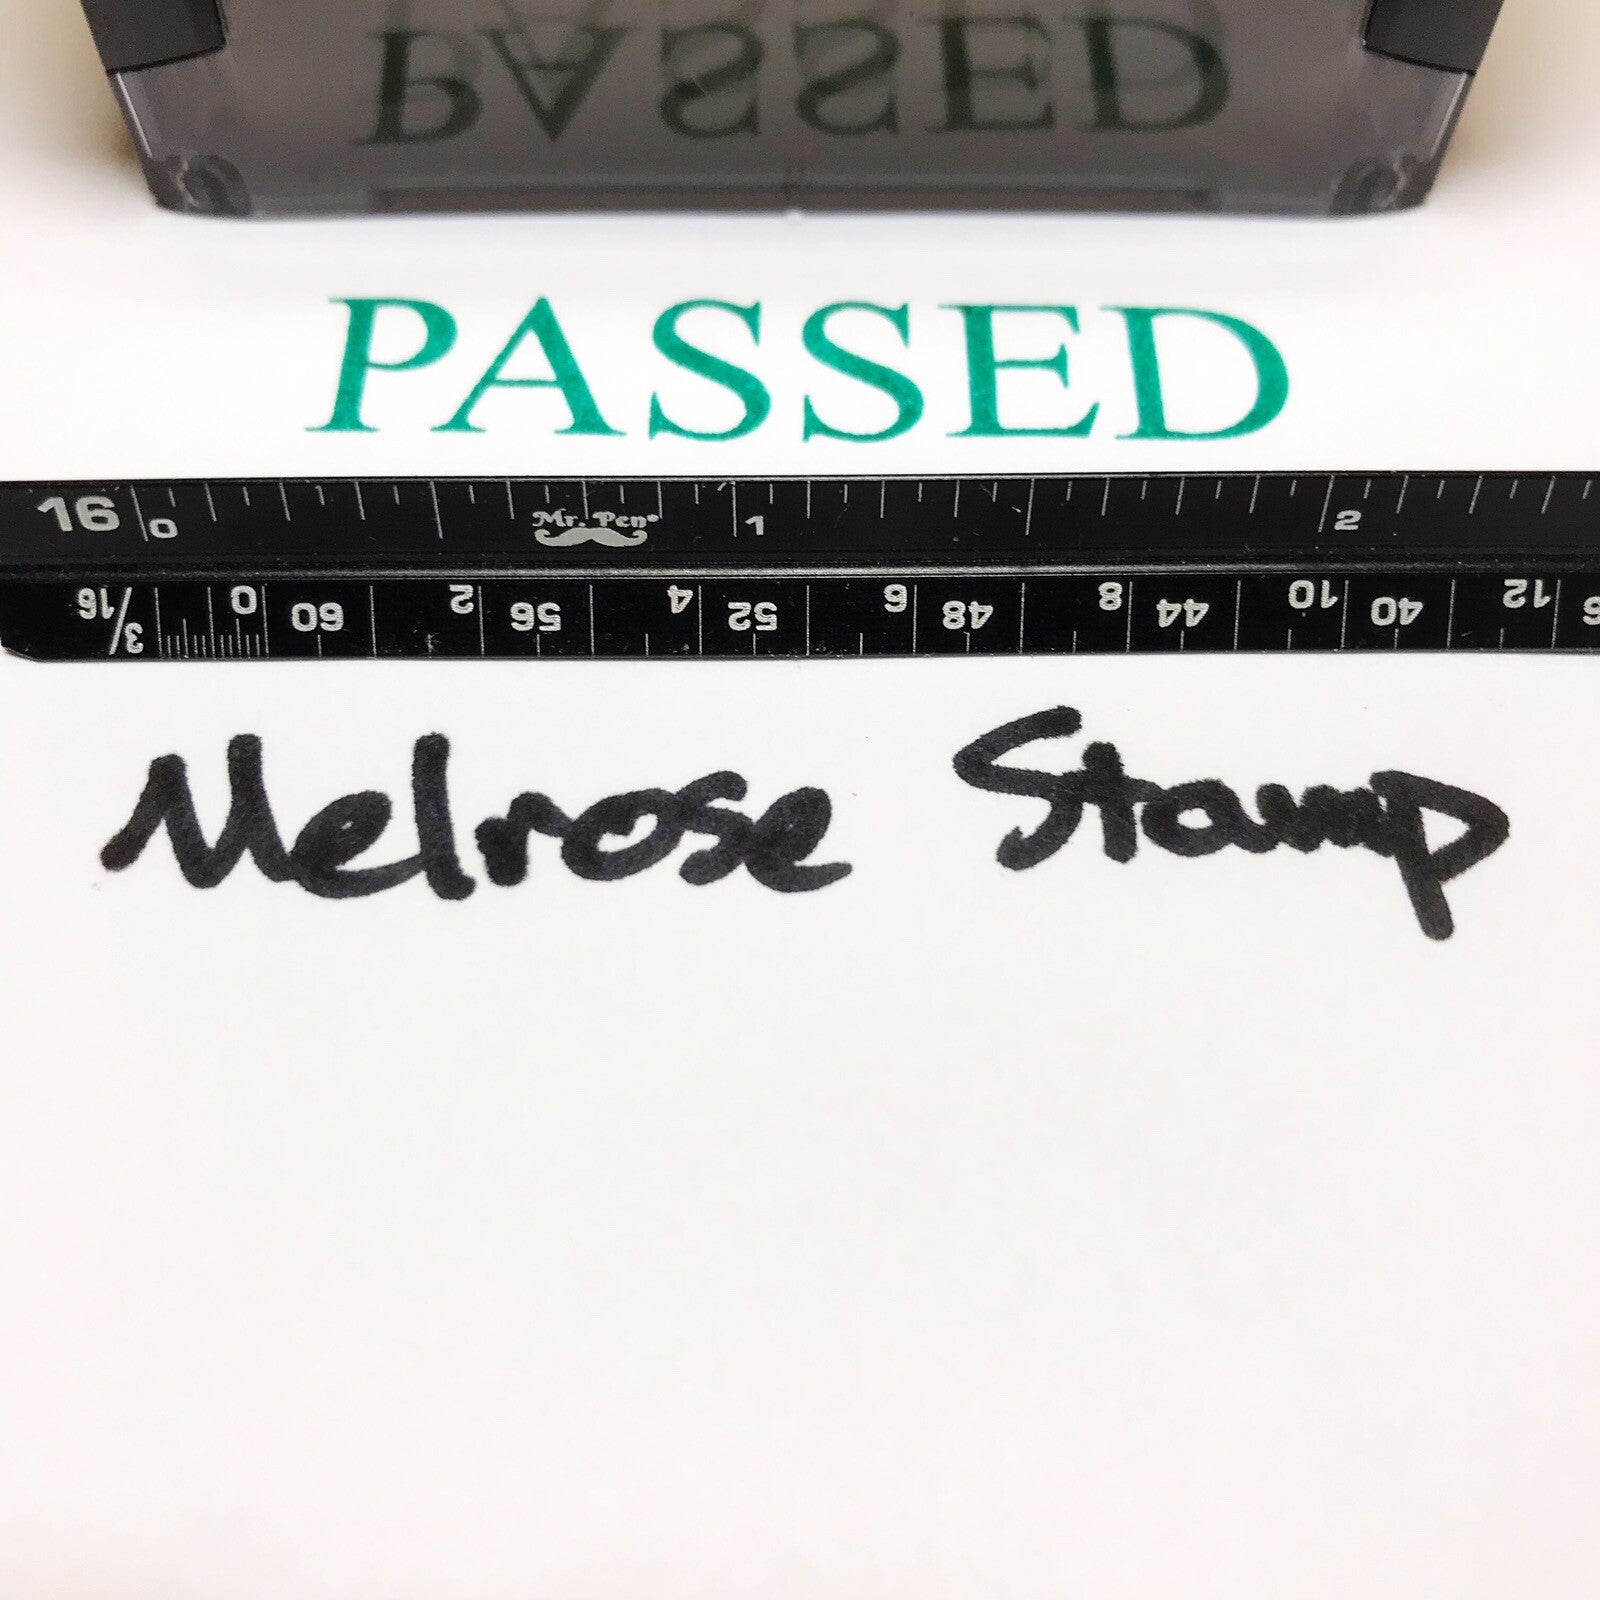 PASSED
PASSED
16 0 Mr. Pen® 1 2
3/16 0 60 2 56 4 52 6 48 8 44 10 40 12
Melrose Stamp